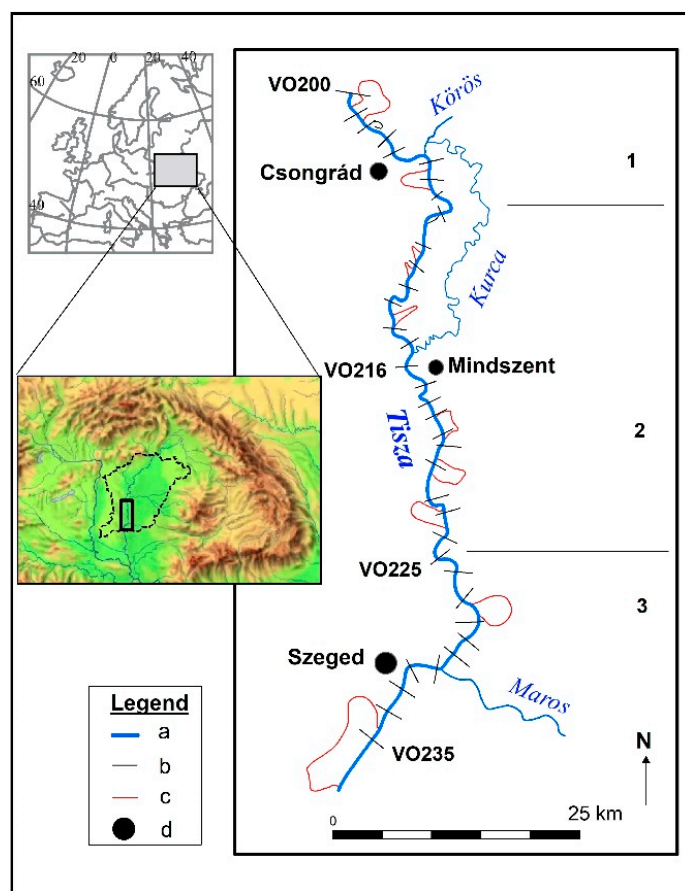 20
0
20
40
60
40
VO200
Körös
Csongrád
1
Kurca
VO216
Mindszent
Tisza
2
VO225
3
Szeged
Maros
VO235
N
Legend
a
b
c
d
0
25 km